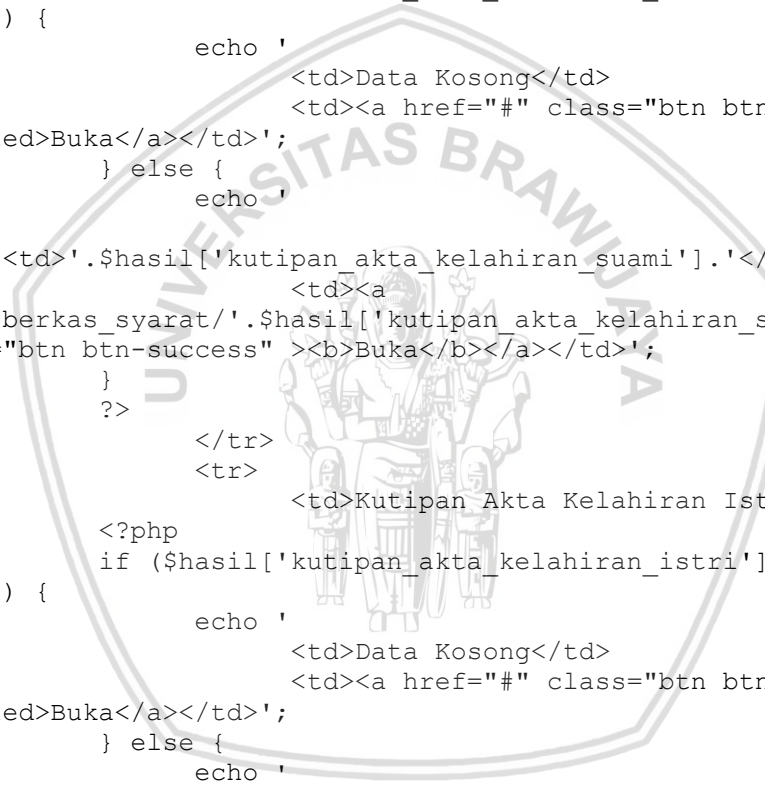 ) {
echo '
<td>Data Kosong</td>
<td><a href="#" class="btn btn
ed>Buka</a></td>';
} else {
echo '
<td>'.$hasil['kutipan_akta_kelahiran_suami'].'</
<td><a
berkas_syarat/'.$hasil['kutipan_akta_kelahiran_s
="btn btn-success" ><b>Buka</b></a></td>';
}
?>
</tr>
<tr>
<td>Kutipan Akta Kelahiran Ist
<?php
if ($hasil['kutipan_akta_kelahiran_istri']
) {
echo '
<td>Data Kosong</td>
<td><a href="#" class="btn btn
ed>Buka</a></td>';
} else {
echo '
UNIVERSITAS BRAWIJAYA